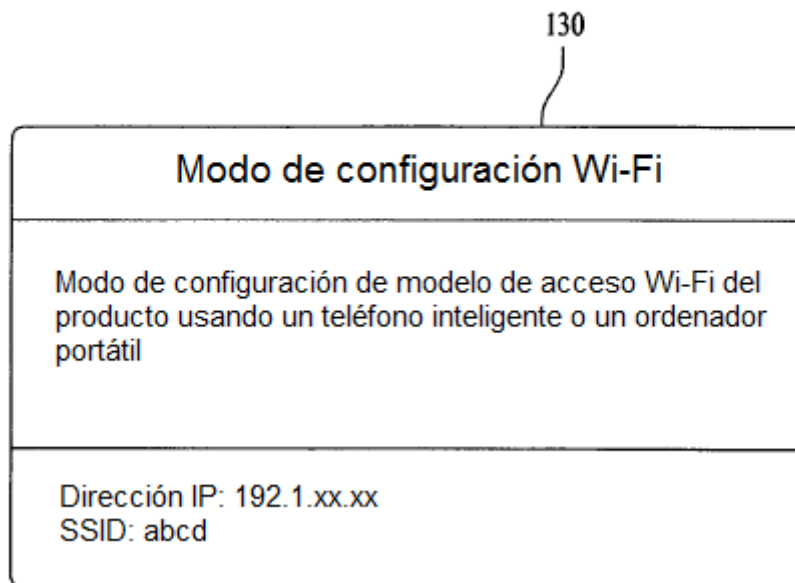 130
Modo de configuración Wi-Fi
Modo de configuración de modelo de acceso Wi-Fi del
producto usando un teléfono inteligente o un ordenador
portátil
Dirección IP: 192.1.xx.xx
SSID: abcd